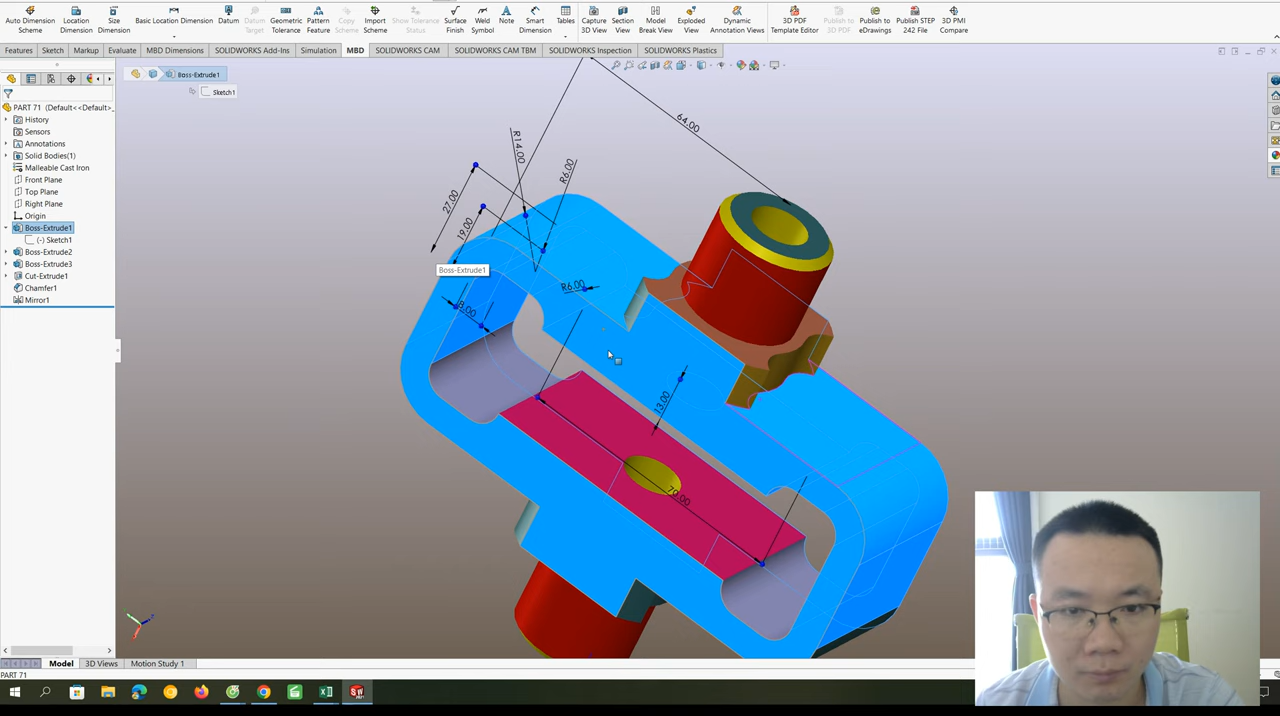 Auto Dimension Scheme
Location Dimension
Size Dimension
Basic Location Dimension
Datum
Datum Target
Geometric Tolerance
Pattern Feature
Copy Scheme
Import Scheme
Show Tolerance Status
Surface Finish
Weld Symbol
Note
Smart Dimension
Tables
Capture 3D View
Section View
Model Break View
Exploded View
Dynamic Annotation Views
3D PDF Template Editor
Publish to 3D PDF
Publish to eDrawings
Publish STEP 242 File
3D PMI Compare
Features
Sketch
Markup
Evaluate
MBD Dimensions
SOLIDWORKS Add-Ins
Simulation
MBD
SOLIDWORKS CAM
SOLIDWORKS CAM TBM
SOLIDWORKS Inspection
SOLIDWORKS Plastics
Boss-Extrude1
Sketch1
PART 71 (Default<<Default>_
History
Sensors
Annotations
Solid Bodies(1)
Malleable Cast Iron
Front Plane
Top Plane
Right Plane
Origin
Boss-Extrude1
(-) Sketch1
Boss-Extrude2
Boss-Extrude3
Cut-Extrude1
Chamfer1
Mirror1
64.00
R14.00
R6.00
27.00
19.00
Boss-Extrude1
R6.00
8.00
13.00
70.00
Model
3D Views
Motion Study 1
PART 71